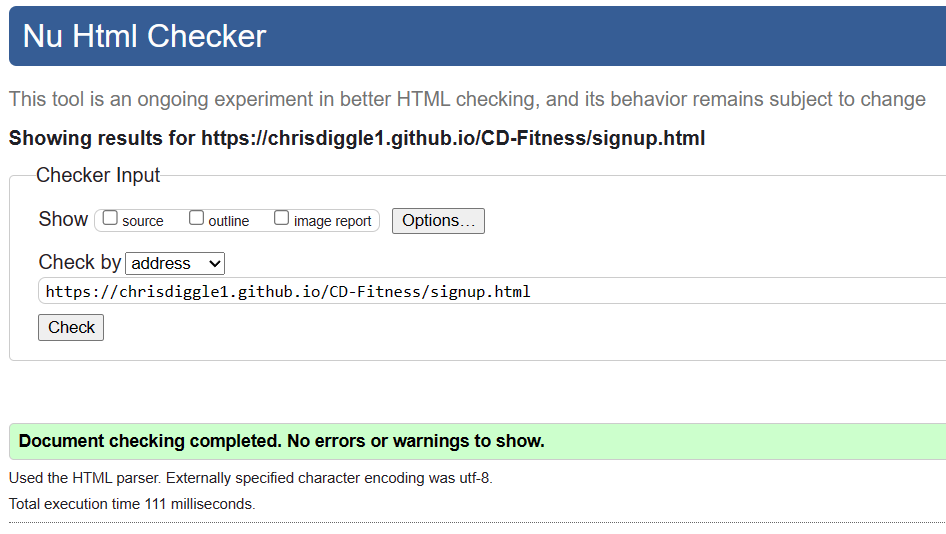 Nu Html Checker
This tool is an ongoing experiment in better HTML checking, and its behavior remains subject to change
Showing results for https://chrisdiggle1.github.io/CD-Fitness/signup.html
Checker Input
Show source outline image report Options…
Check by address
https://chrisdiggle1.github.io/CD-Fitness/signup.html
Check
Document checking completed. No errors or warnings to show.
Used the HTML parser. Externally specified character encoding was utf-8.
Total execution time 111 milliseconds.